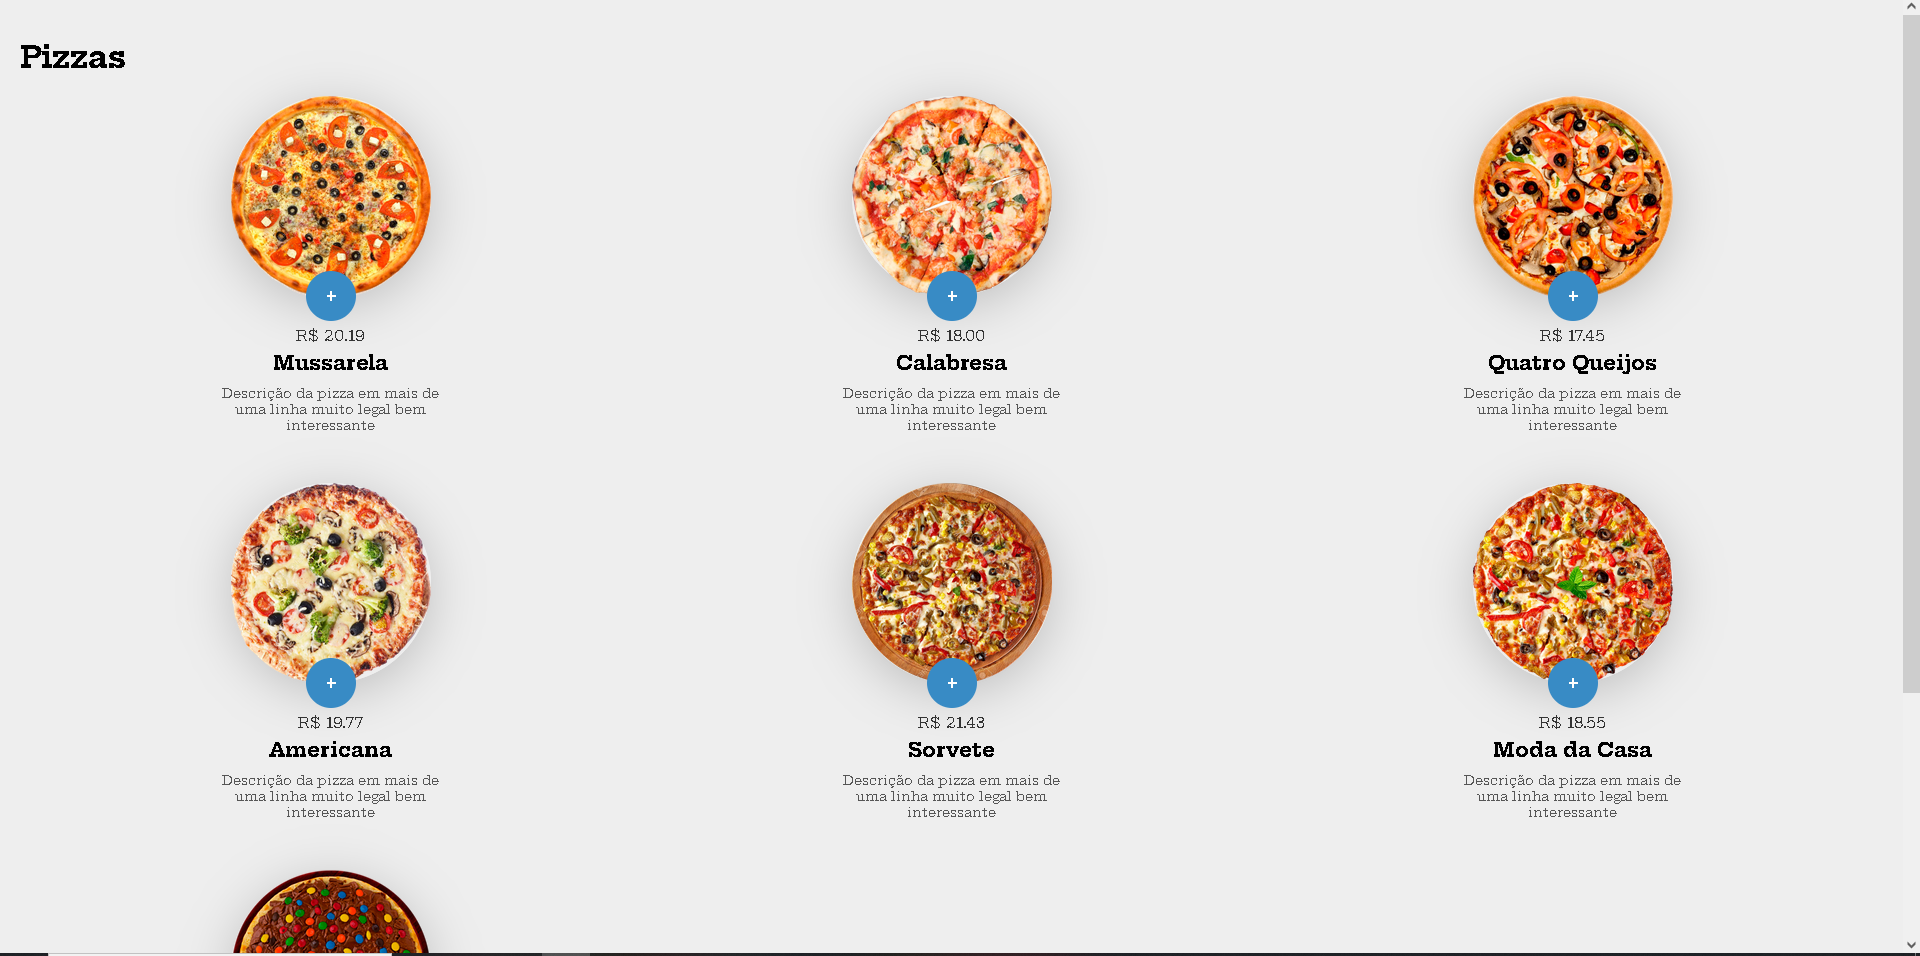 Pizzas
+
+
+
R$ 20.19
R$ 18.00
R$ 17.45
Mussarela
Calabresa
Quatro Queijos
Descrição da pizza em mais de
uma linha muito legal bem
interessante
Descrição da pizza em mais de
uma linha muito legal bem
interessante
Descrição da pizza em mais de
uma linha muito legal bem
interessante
+
+
+
R$ 19.77
R$ 21.43
R$ 18.55
Americana
Sorvete
Moda da Casa
Descrição da pizza em mais de
uma linha muito legal bem
interessante
Descrição da pizza em mais de
uma linha muito legal bem
interessante
Descrição da pizza em mais de
uma linha muito legal bem
interessante